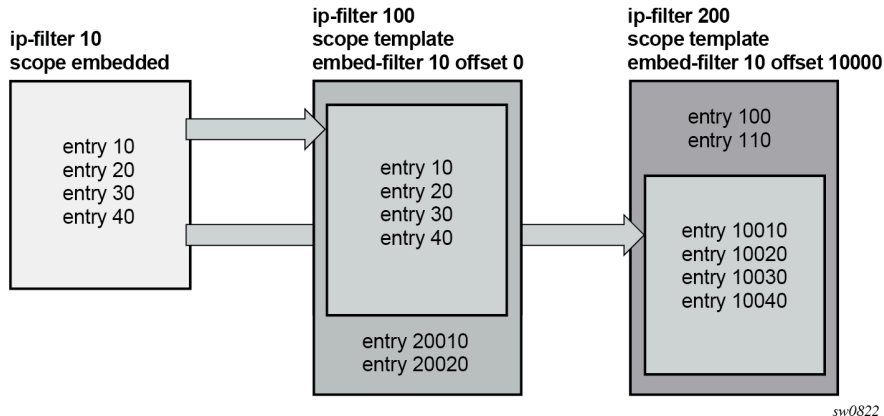 ip-filter 10
scope embedded
entry 10
entry 20
entry 30
entry 40
ip-filter 100
scope template
embed-filter 10 offset 0
entry 10
entry 20
entry 30
entry 40
entry 20010
entry 20020
ip-filter 200
scope template
embed-filter 10 offset 10000
entry 100
entry 110
entry 10010
entry 10020
entry 10030
entry 10040
sw0822